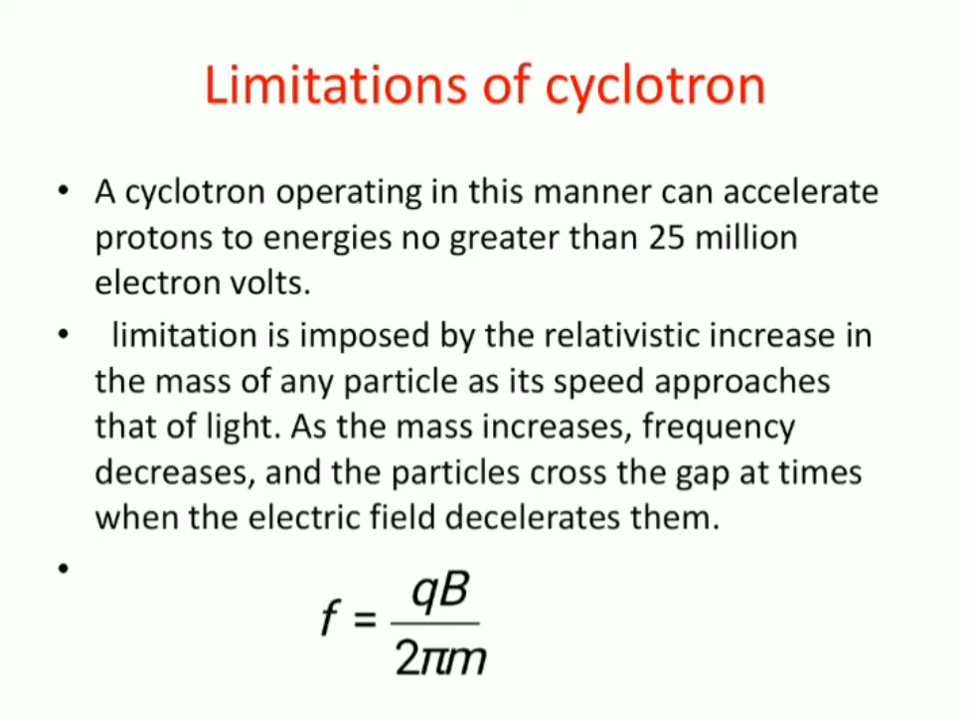 Limitations of cyclotron
• A cyclotron operating in this manner can accelerate
protons to energies no greater than 25 million
electron volts.
• limitation is imposed by the relativistic increase in
the mass of any particle as its speed approaches
that of light. As the mass increases, frequency
decreases, and the particles cross the gap at times
when the electric field decelerates them.
•
f = qB / 2πm